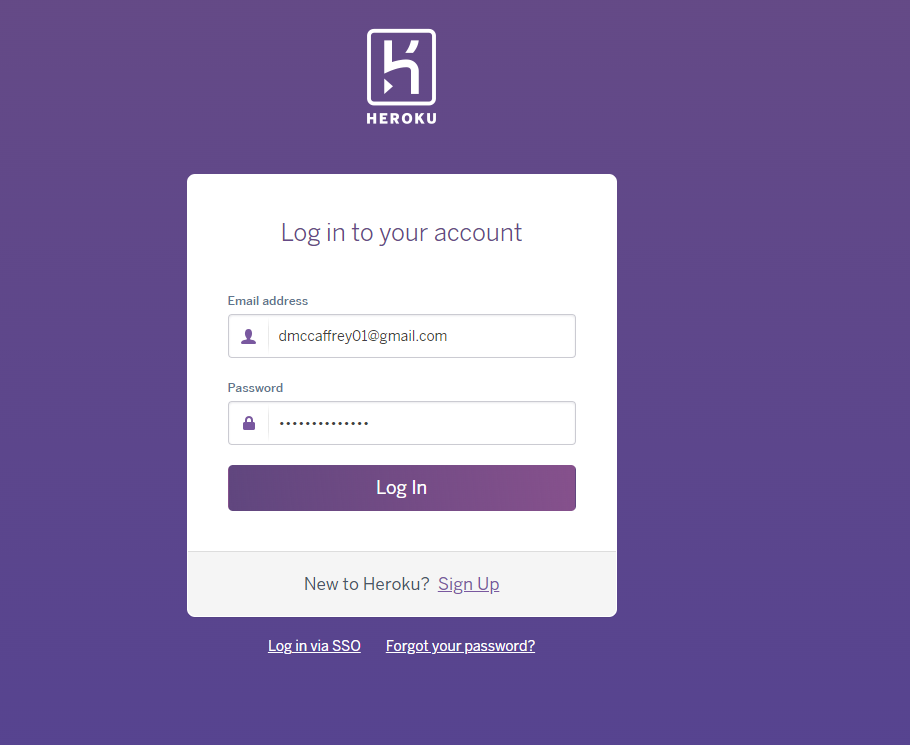 HEROKU
Log in to your account
Email address
dmccaffrey01@gmail.com
Password
••••••••••••••
Log In
New to Heroku? Sign Up
Log in via SSO Forgot your password?